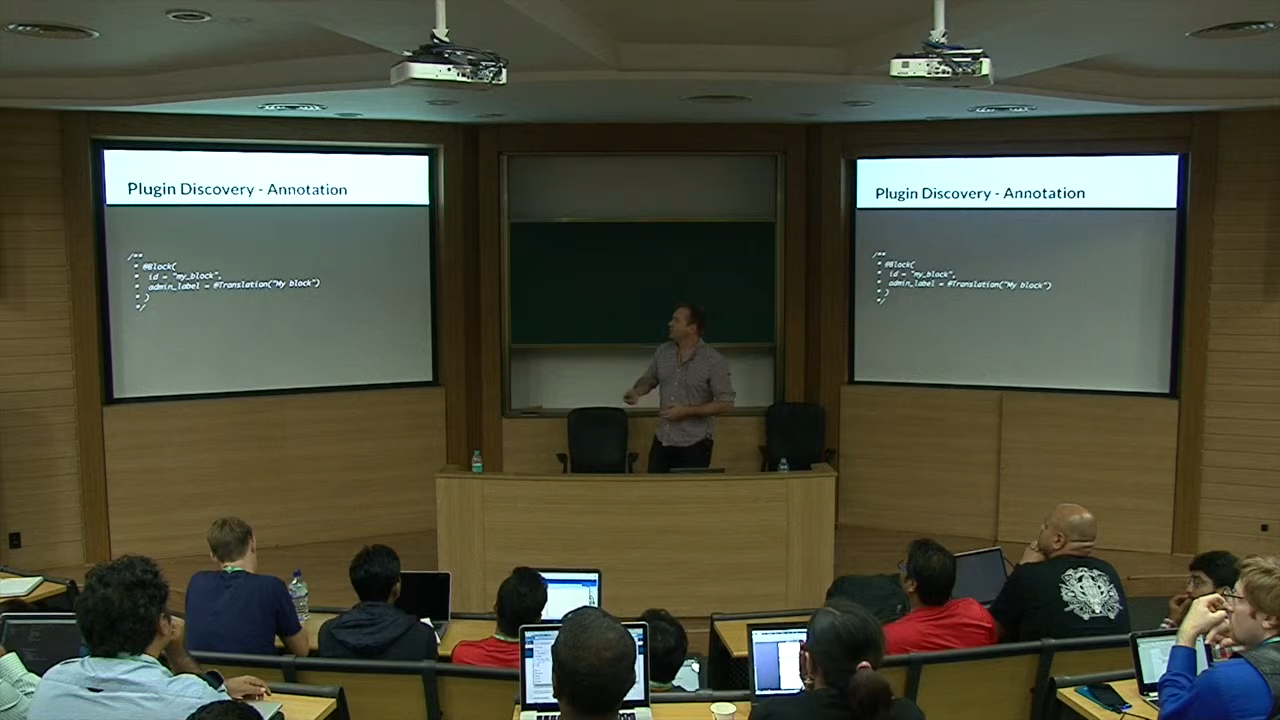 Plugin Discovery - Annotation
/**
* @Block(
* id = "my_block",
* admin_label = @Translation("My block")
* )
*/
Plugin Discovery - Annotation
/**
* @Block(
* id = "my_block",
* admin_label = @Translation("My block")
* )
*/